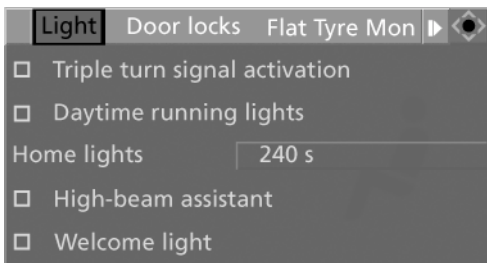 Light Door locks Flat Tyre Mon
Triple turn signal activation
Daytime running lights
Home lights 240 s
High-beam assistant
Welcome light